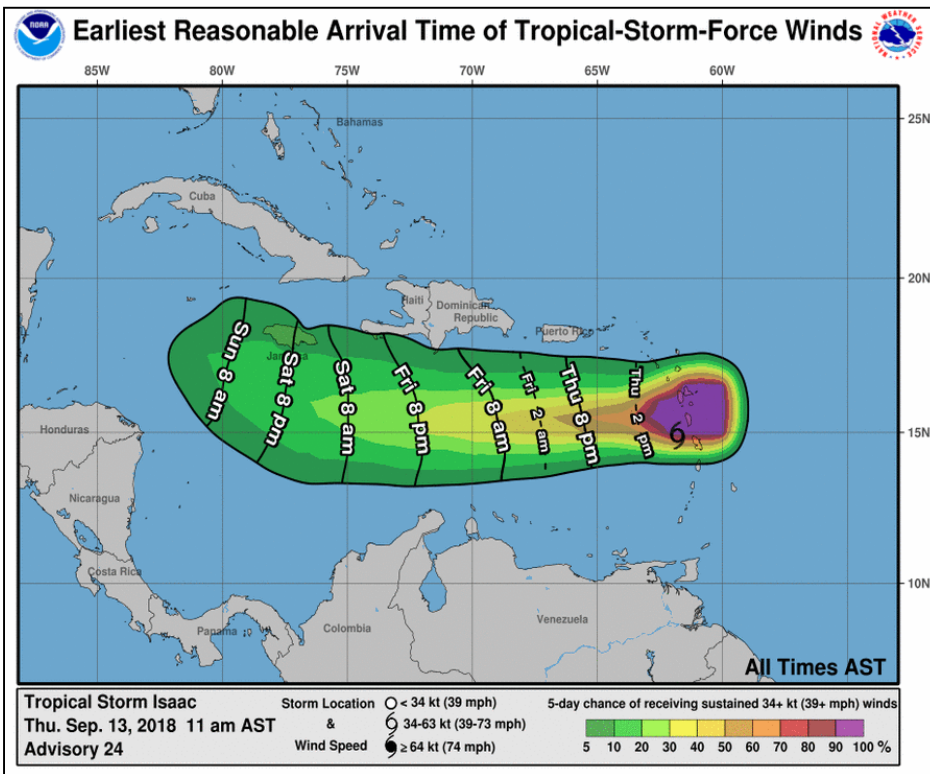 Earliest Reasonable Arrival Time of Tropical-Storm-Force Winds
NOAA
NATIONAL WEATHER SERVICE
85W 80W 75W 70W 65W 60W
Bahamas
25N
Cuba
20N
Haiti
Dominican
Republic
Puerto Rico
Jamaica
Sun 8 am
Sat 8 pm
Sat 8 am
Fri 8 pm
Fri 8 am
Fri 2 am
Thu 8 pm
Thu 2 pm
Honduras
15N
Nicaragua
Costa Rica
10N
Panama
Colombia
Venezuela
All Times AST
Tropical Storm Isaac
Thu. Sep. 13, 2018 11 am AST
Advisory 24
Storm Location
&
Wind Speed
< 34 kt (39 mph)
34-63 kt (39-73 mph)
≥ 64 kt (74 mph)
5-day chance of receiving sustained 34+ kt (39+ mph) winds
5 10 20 30 40 50 60 70 80 90 100 %